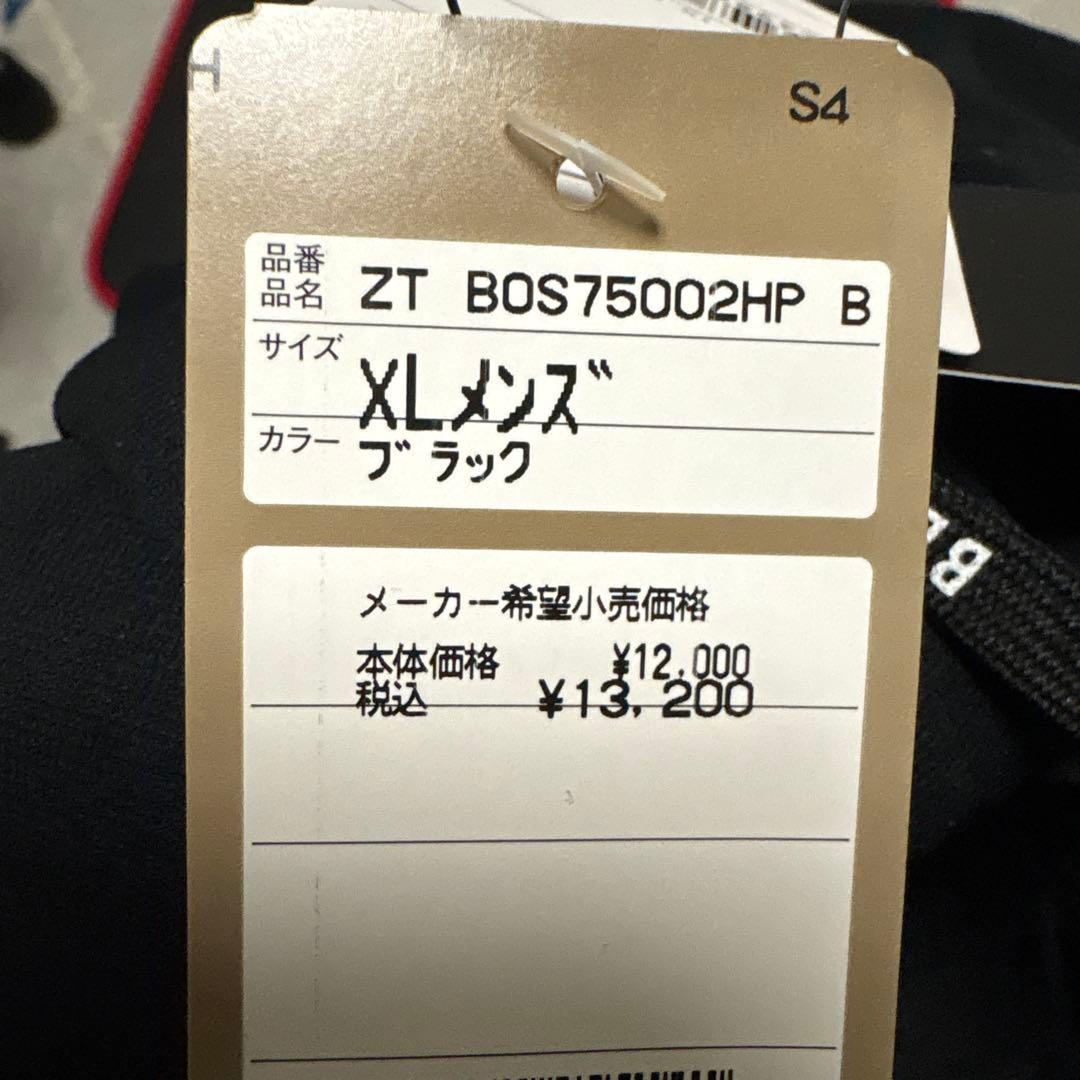 S4
品番
品名 ZT BOS75002HP B
サイズ XLメンズ
カラー ブラック
メーカー希望小売価格
本体価格 ¥12,000
税込 ¥13,200